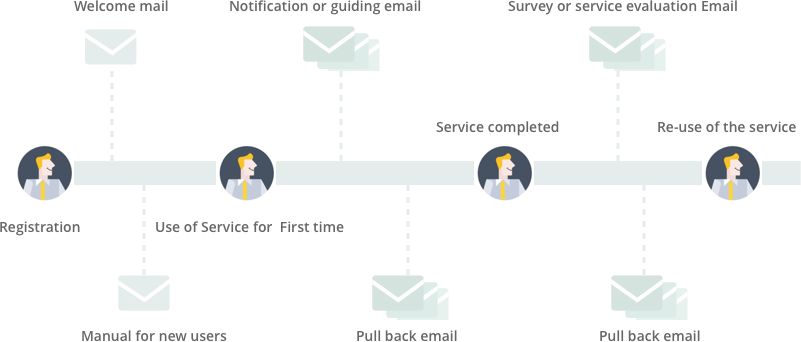 Welcome mail
Notification or guiding email
Survey or service evaluation Email
Service completed
Re-use of the service
Registration
Use of Service for First time
Manual for new users
Pull back email
Pull back email